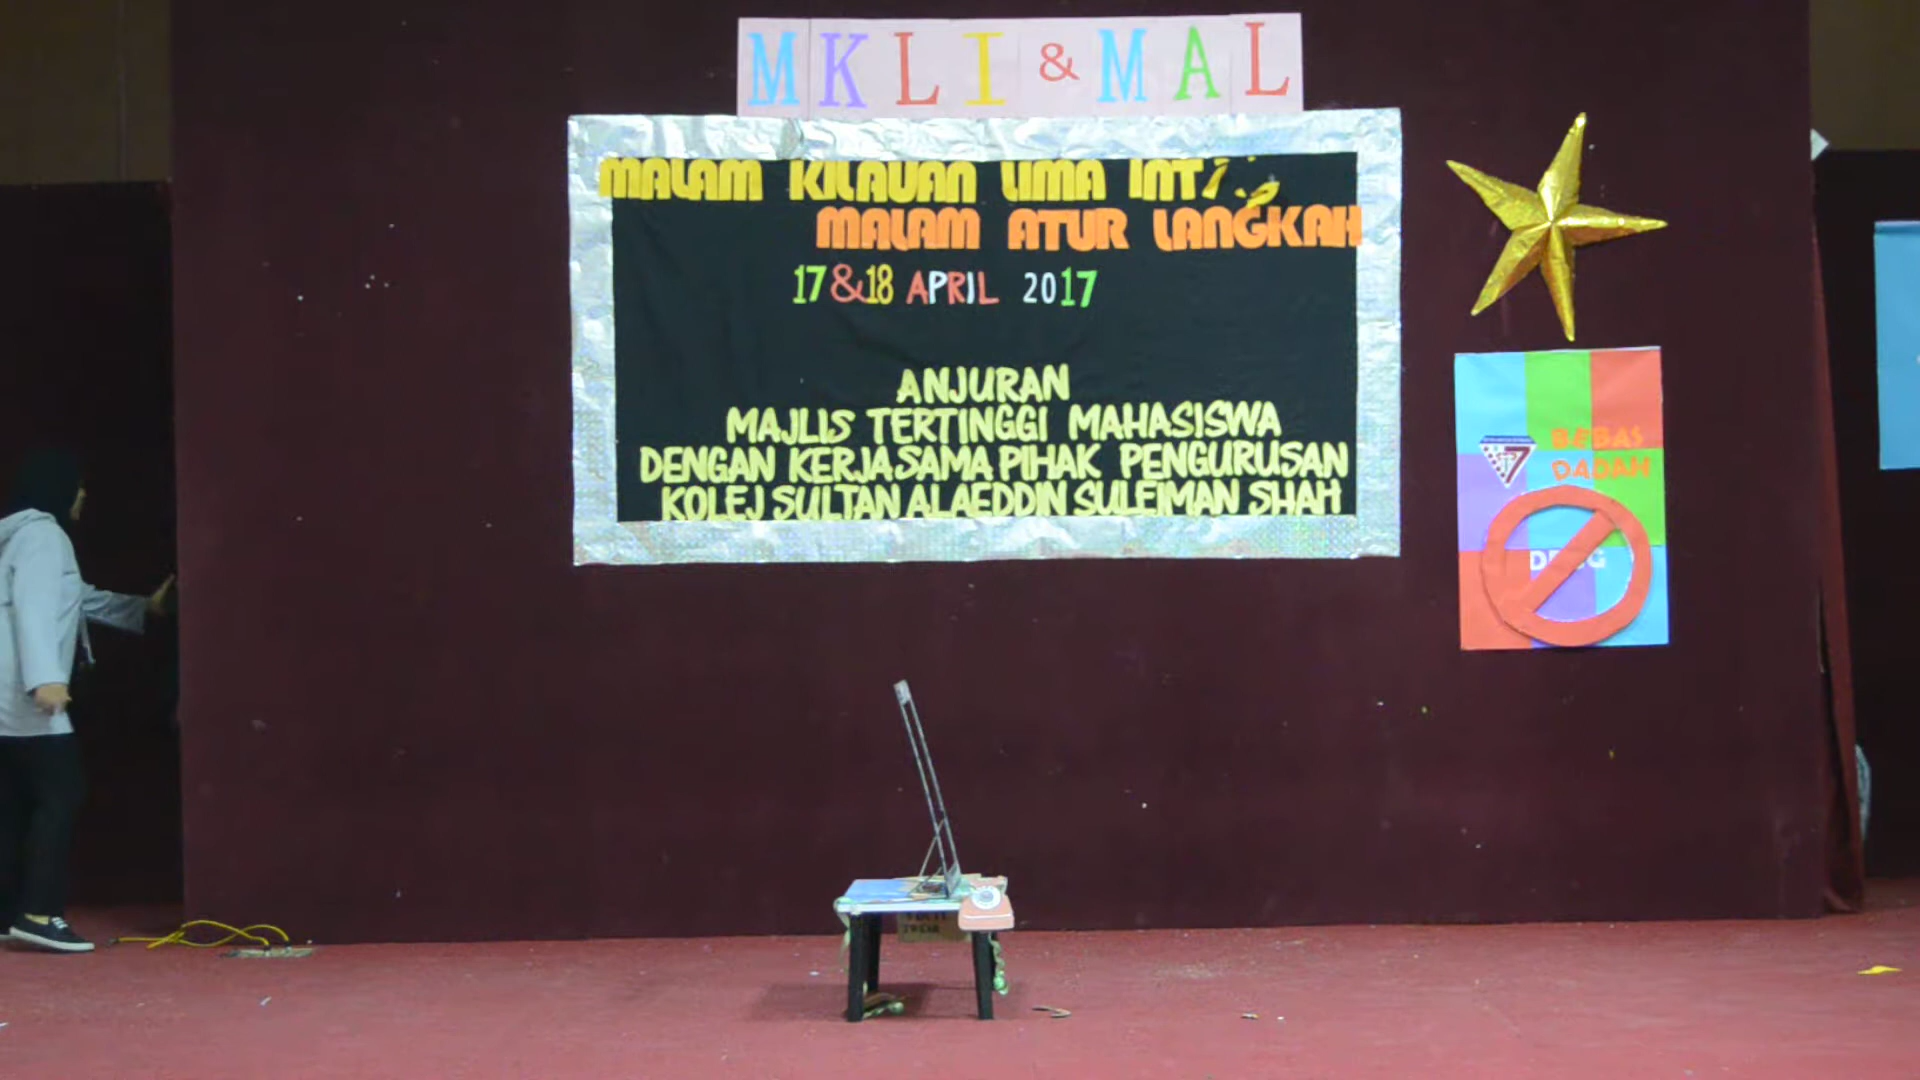 MKLI & MAL
MALAM KILAUAN LIMA
MALAM ATUR LANGKAH
17 & 18 APRIL 2017
ANJURAN
MAJLIS TERTINGGI MAHASISWA
DENGAN KERJASAMA PIHAK PENGURUSAN
KOLEJ SULTAN ALAEDDIN SULEIMAN SHAH
BEBAS
DADAH